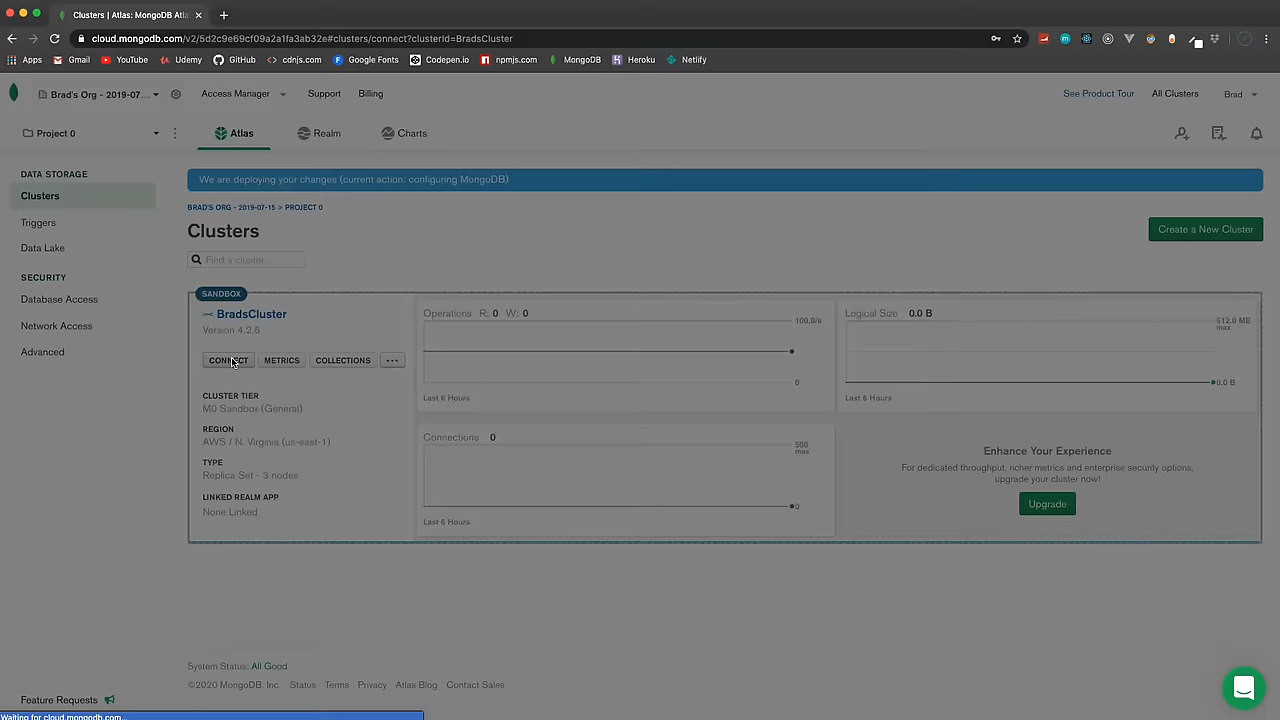 Clusters | Atlas: MongoDB Atla
cloud.mongodb.com/v2/5d2c9e69cf09a2a1fa3ab32e#clusters/connect?clusterId=BradsCluster
Apps Gmail YouTube Udemy GitHub cdnjs.com Google Fonts Codepen.io npmjs.com MongoDB Heroku Netlify
Brad's Org - 2019-07... Access Manager Support Billing See Product Tour All Clusters Brad
Project 0 Atlas Realm Charts
DATA STORAGE
Clusters
Triggers
Data Lake
SECURITY
Database Access
Network Access
Advanced
We are deploying your changes (current action: configuring MongoDB)
BRAD'S ORG - 2019-07-15 > PROJECT 0
Clusters
Create a New Cluster
Find a cluster...
SANDBOX
BradsCluster
Version 4.2.6
CONNECT METRICS COLLECTIONS ...
CLUSTER TIER
M0 Sandbox (General)
REGION
AWS / N. Virginia (us-east-1)
TYPE
Replica Set - 3 nodes
LINKED REALM APP
None Linked
Operations R: 0 W: 0
100.0/s
0
Last 6 Hours
Logical Size 0.0 B
512.0 MB
max
0.0 B
Last 6 Hours
Connections 0
500
max
0
Last 6 Hours
Enhance Your Experience
For dedicated throughput, richer metrics and enterprise security options,
upgrade your cluster now!
Upgrade
System Status: All Good
©2020 MongoDB, Inc. Status Terms Privacy Atlas Blog Contact Sales
Feature Requests
Waiting for cloud.mongodb.com...